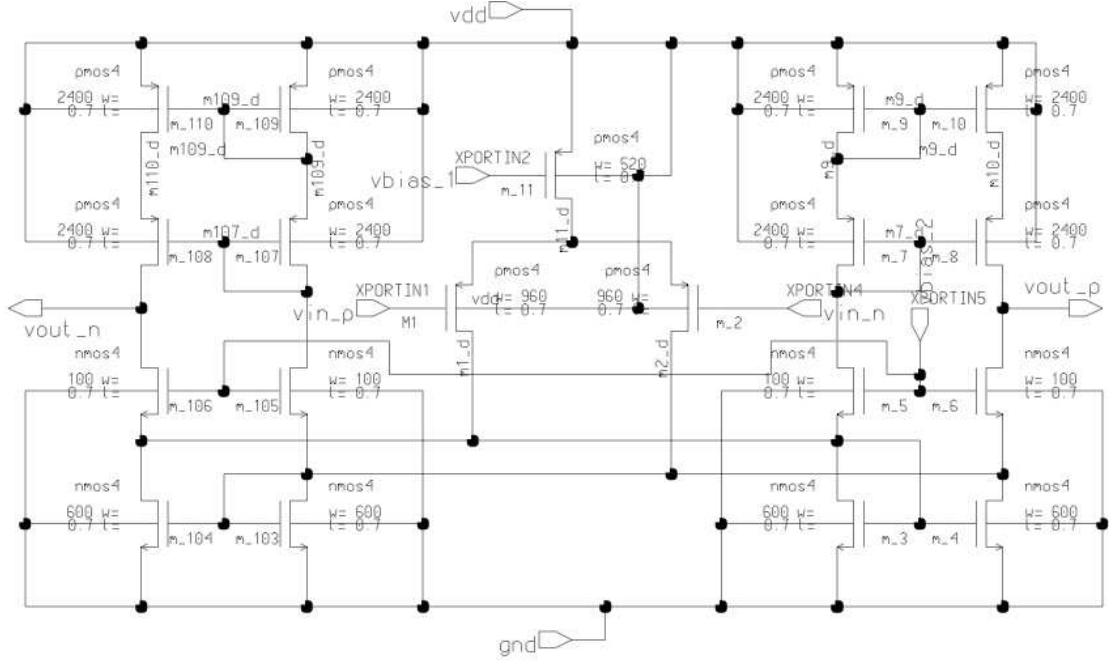 vdd
pmos4
pmos4
pmos4
pmos4
2400 w=
0.7 l=
m109_d
w= 2400
l= 0.7
2400 w=
0.7 l=
m9_d
w= 2400
l= 0.7
m_110
m_109
m_9
m_10
m109_d
m9_d
m110_d
m109_d
m9_d
m10_d
pmos4
XPORTIN2
w= 520
vbias_1
m_11
pmos4
pmos4
pmos4
pmos4
2400 w=
0.7 l=
m107_d
w= 2400
l= 0.7
m11_d
2400 w=
0.7 l=
w= 2400
l= 0.7
m_108
m_107
m_7
m_8
pmos4
pmos4
XPORTIN1
vdd
w= 960
l= 0.7
960 w=
0.7 l=
XPORTIN4
XPORTIN5
vout_p
vout_n
vin_p
M1
m_2
vin_n
m1_d
m2_d
nmos4
nmos4
nmos4
nmos4
100 w=
0.7 l=
w= 100
l= 0.7
100 w=
0.7 l=
w= 100
l= 0.7
m_106
m_105
m_5
m_6
nmos4
nmos4
nmos4
nmos4
600 w=
0.7 l=
w= 600
l= 0.7
600 w=
0.7 l=
w= 600
l= 0.7
m_104
m_103
m_3
m_4
gnd